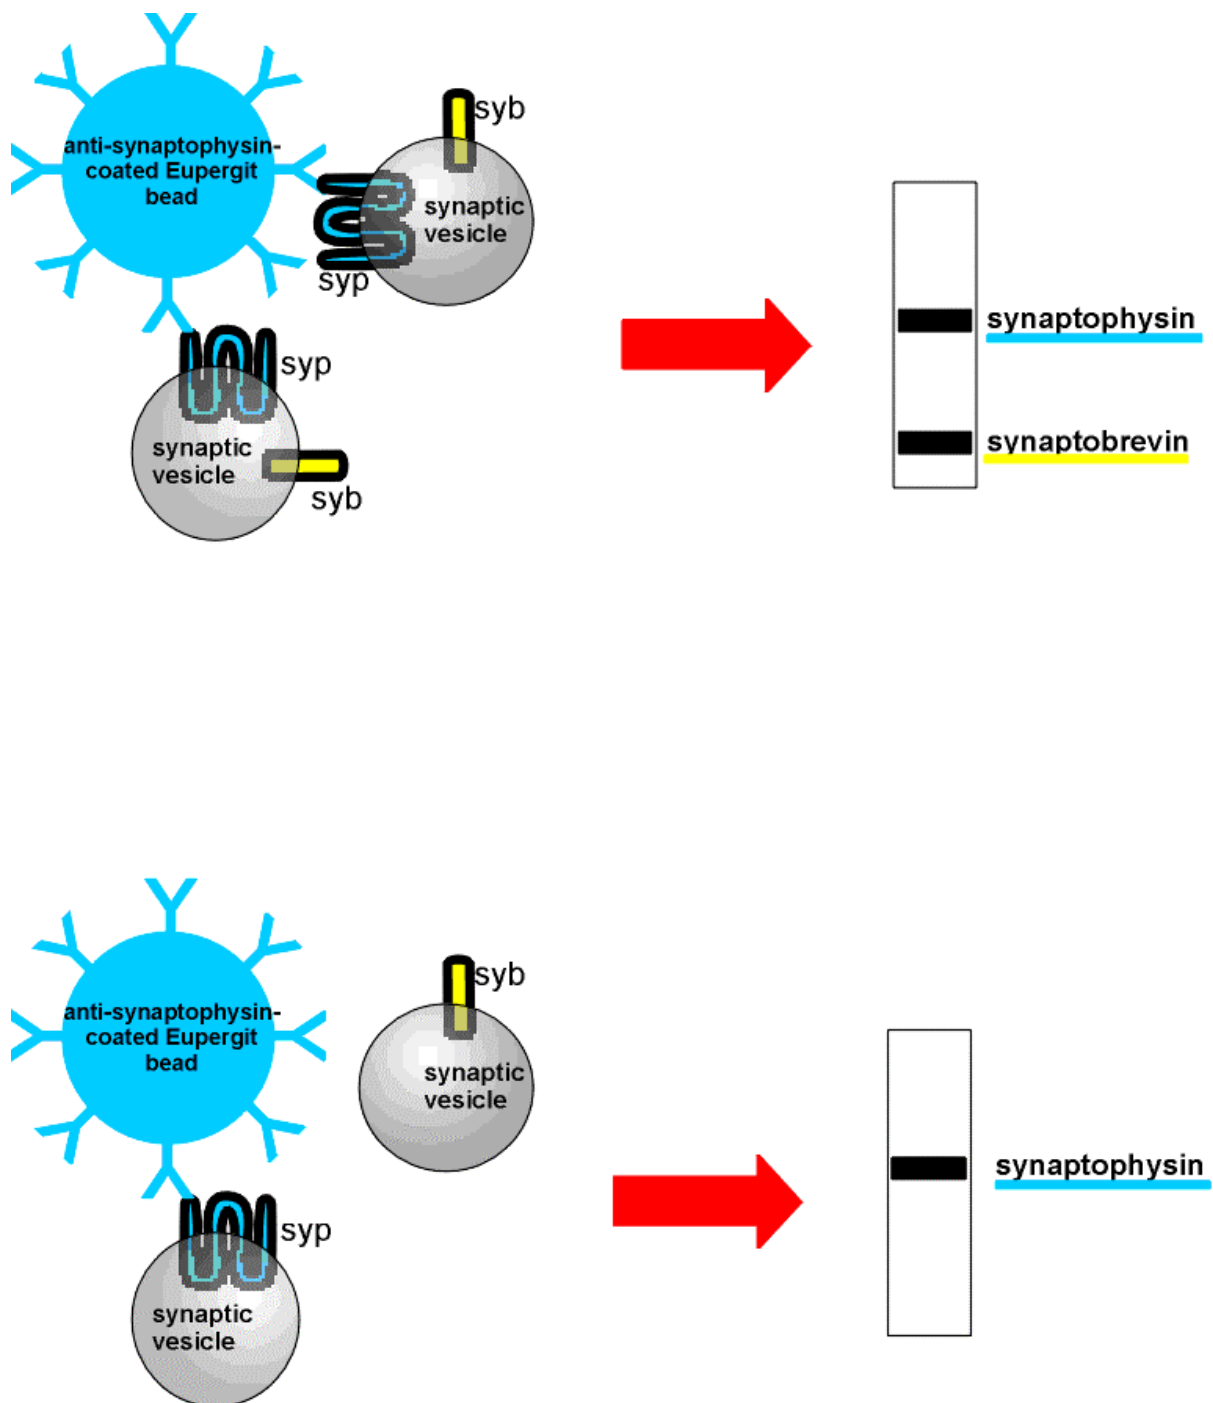 syb
anti-synaptophysin-
coated Eupergit
bead
synaptic
vesicle
syp
synaptophysin
syp
synaptic
vesicle
syb
synaptobrevin
syb
anti-synaptophysin-
coated Eupergit
bead
synaptic
vesicle
synaptophysin
syp
synaptic
vesicle